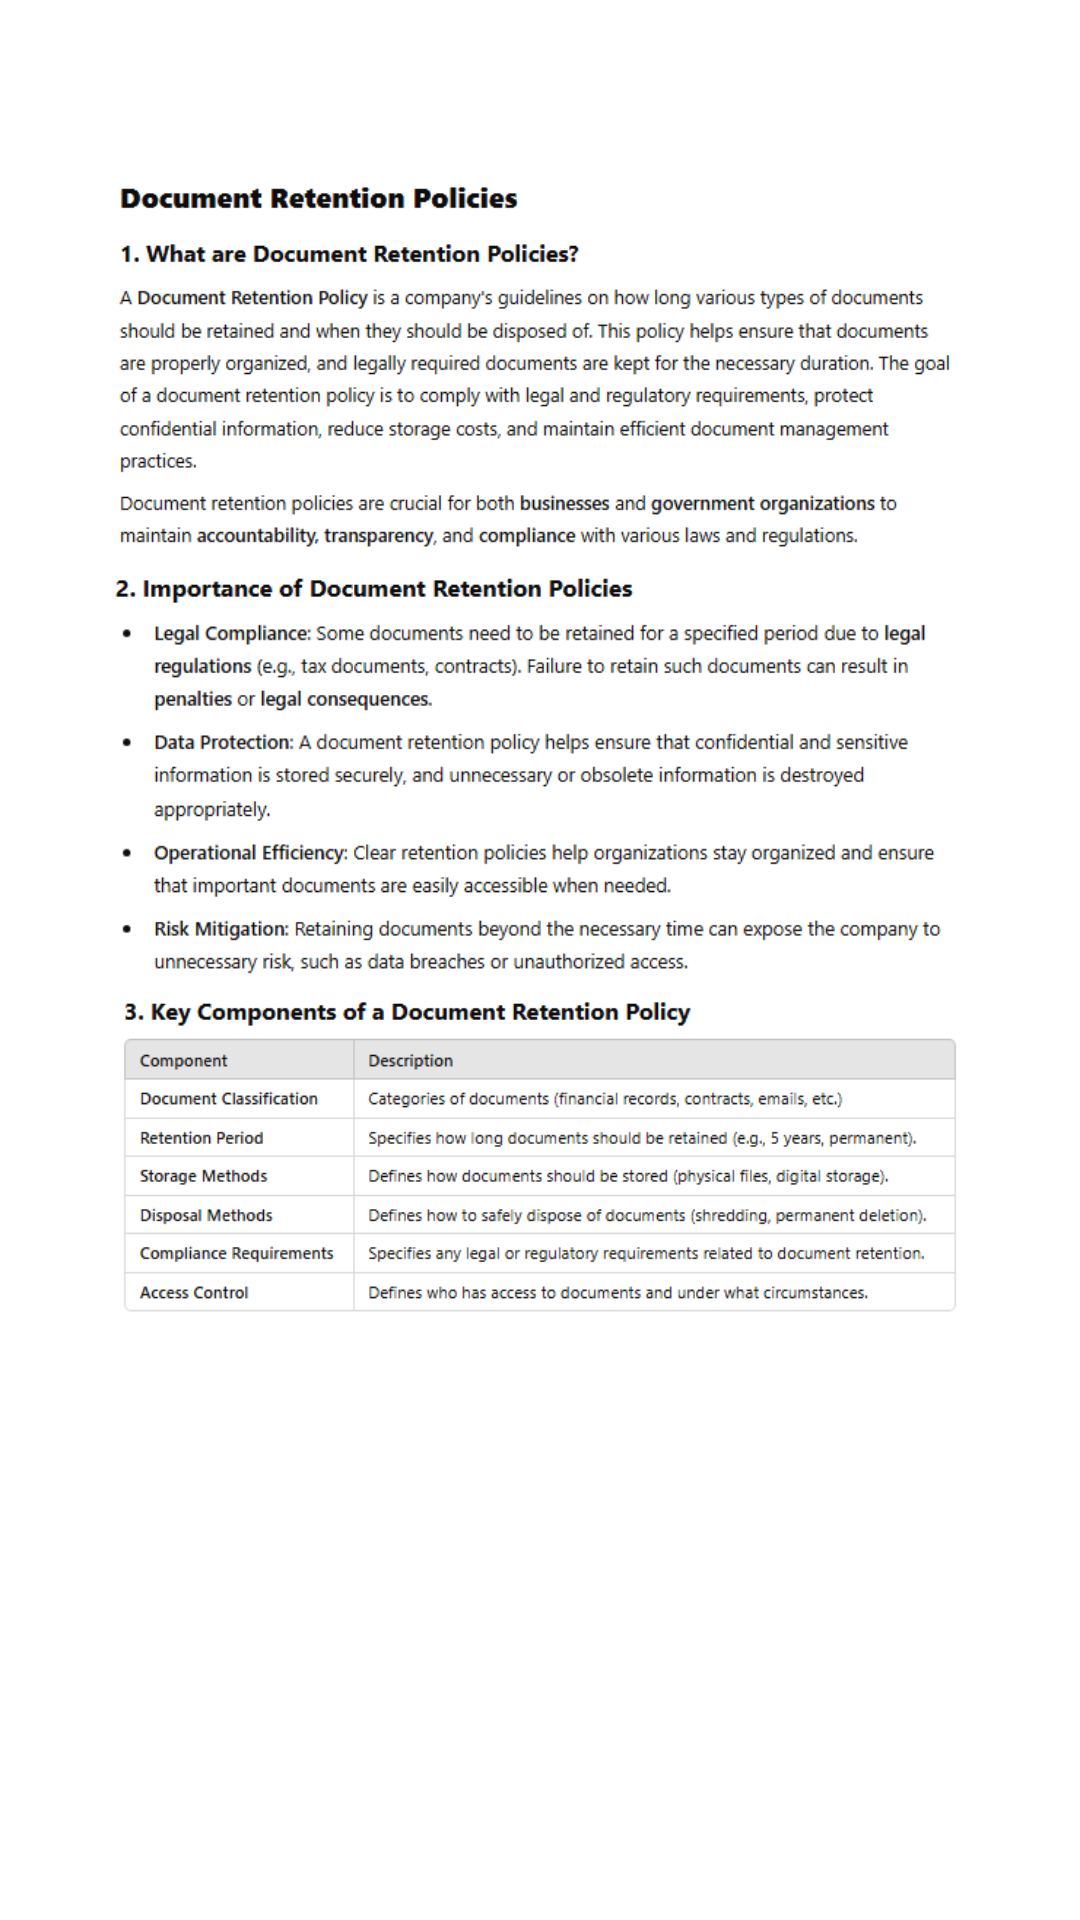 Document Retention Policies
1. What are Document Retention Policies?
A Document Retention Policy is a company's guidelines on how long various types of documents
should be retained and when they should be disposed of. This policy helps ensure that documents
are properly organized, and legally required documents are kept for the necessary duration. The goal
of a document retention policy is to comply with legal and regulatory requirements, protect
confidential information, reduce storage costs, and maintain efficient document management
practices.
Document retention policies are crucial for both businesses and government organizations to
maintain accountability, transparency, and compliance with various laws and regulations.
2. Importance of Document Retention Policies
• Legal Compliance: Some documents need to be retained for a specified period due to legal
regulations (e.g., tax documents, contracts). Failure to retain such documents can result in
penalties or legal consequences.
• Data Protection: A document retention policy helps ensure that confidential and sensitive
information is stored securely, and unnecessary or obsolete information is destroyed
appropriately.
• Operational Efficiency: Clear retention policies help organizations stay organized and ensure
that important documents are easily accessible when needed.
• Risk Mitigation: Retaining documents beyond the necessary time can expose the company to
unnecessary risk, such as data breaches or unauthorized access.
3. Key Components of a Document Retention Policy
Component Description
Document Classification Categories of documents (financial records, contracts, emails, etc.)
Retention Period Specifies how long documents should be retained (e.g., 5 years, permanent).
Storage Methods Defines how documents should be stored (physical files, digital storage).
Disposal Methods Defines how to safely dispose of documents (shredding, permanent deletion).
Compliance Requirements Specifies any legal or regulatory requirements related to document retention.
Access Control Defines who has access to documents and under what circumstances.